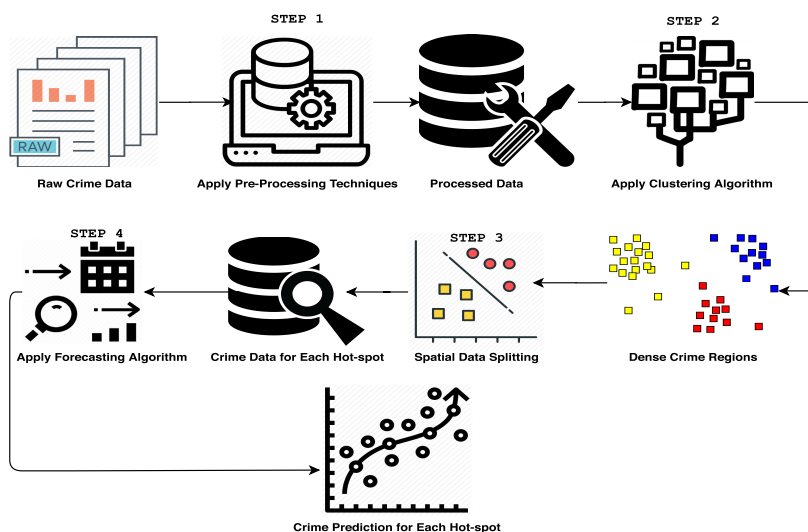 STEP 1
STEP 2
RAW
Raw Crime Data
Apply Pre-Processing Techniques
Processed Data
Apply Clustering Algorithm
STEP 4
STEP 3
Apply Forecasting Algorithm
Crime Data for Each Hot-spot
Spatial Data Splitting
Dense Crime Regions
Crime Prediction for Each Hot-spot